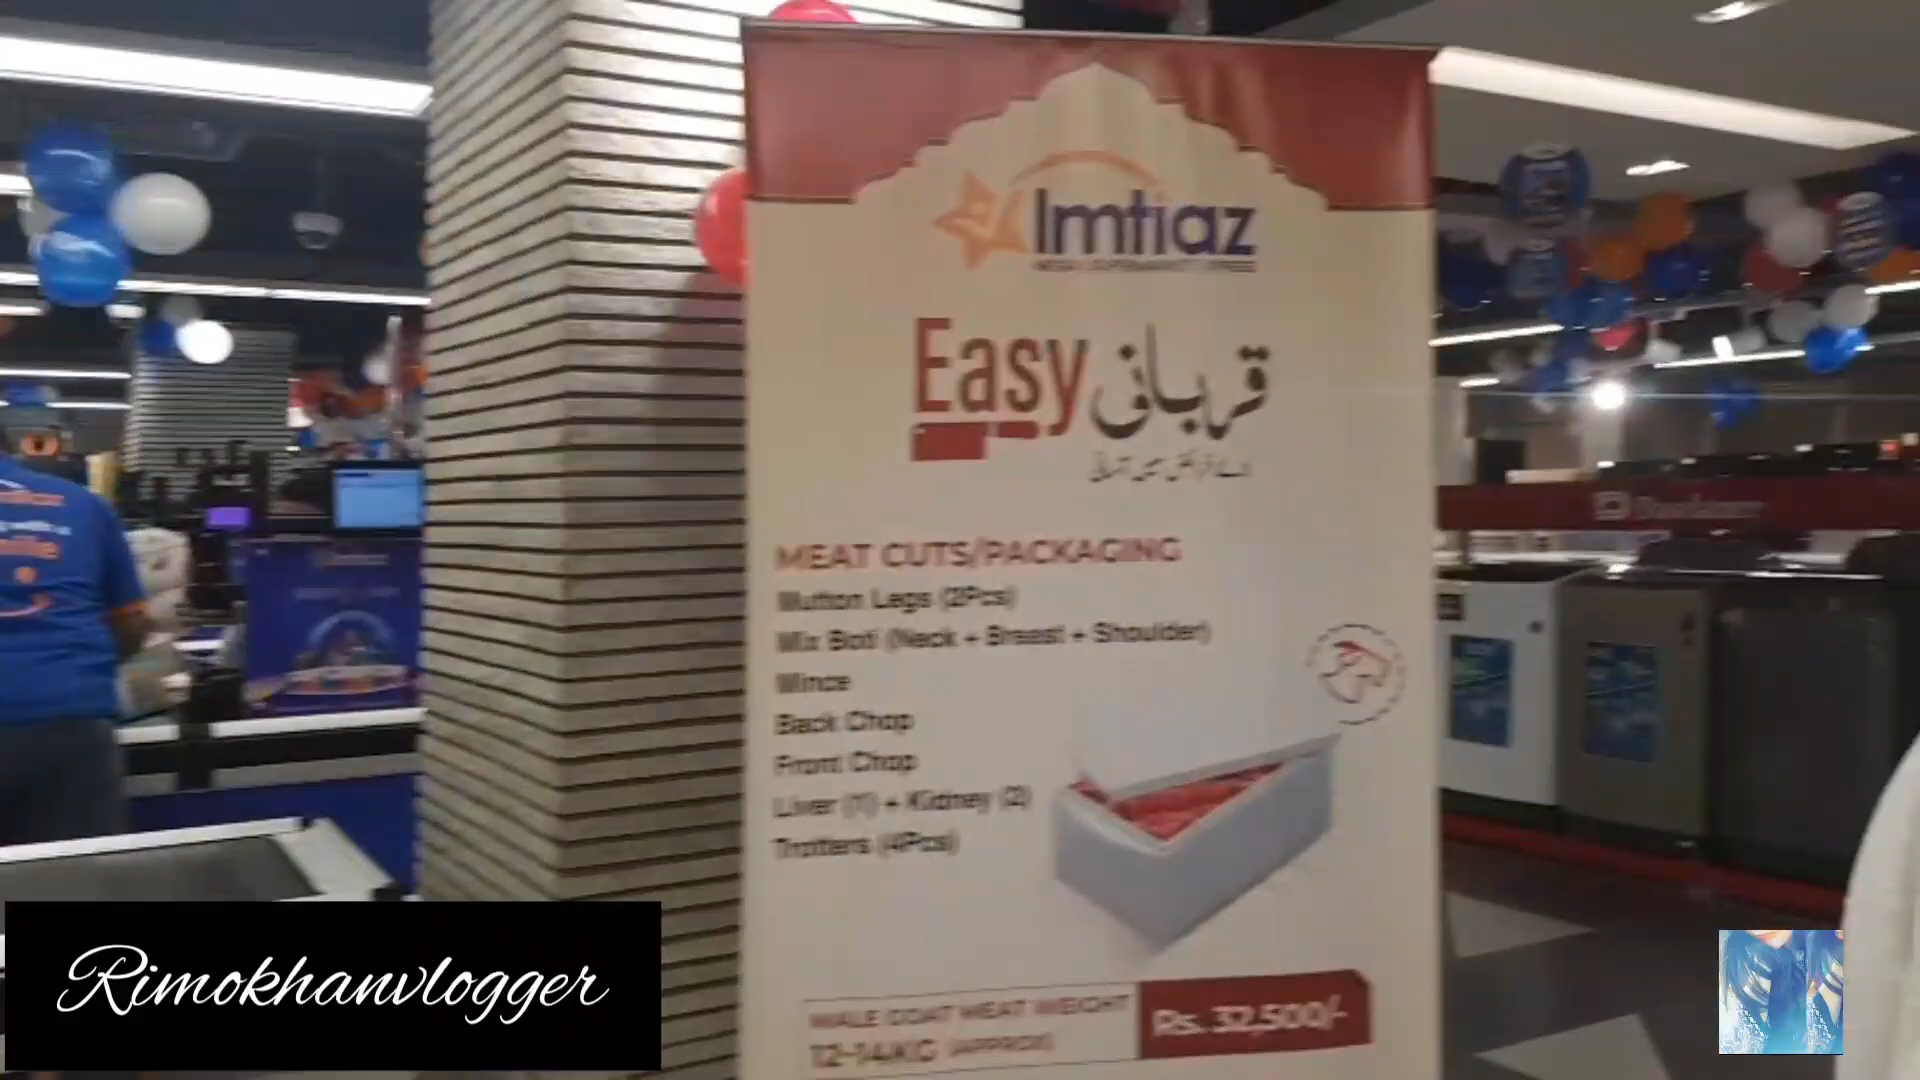 Imtiaz
Easy قربانی
MEAT CUTS/PACKAGING
Mutton Legs (2Pcs)
Mix Boti (Neck + Breast + Shoulder)
Mince
Back Chop
Front Chop
Liver (1) + Kidney (2)
Trotters (4Pcs)
MALE GOAT MEAT WEIGHT
12-14KG (APPROX)
Rs. 32,500/-
Rimokhanvlogger